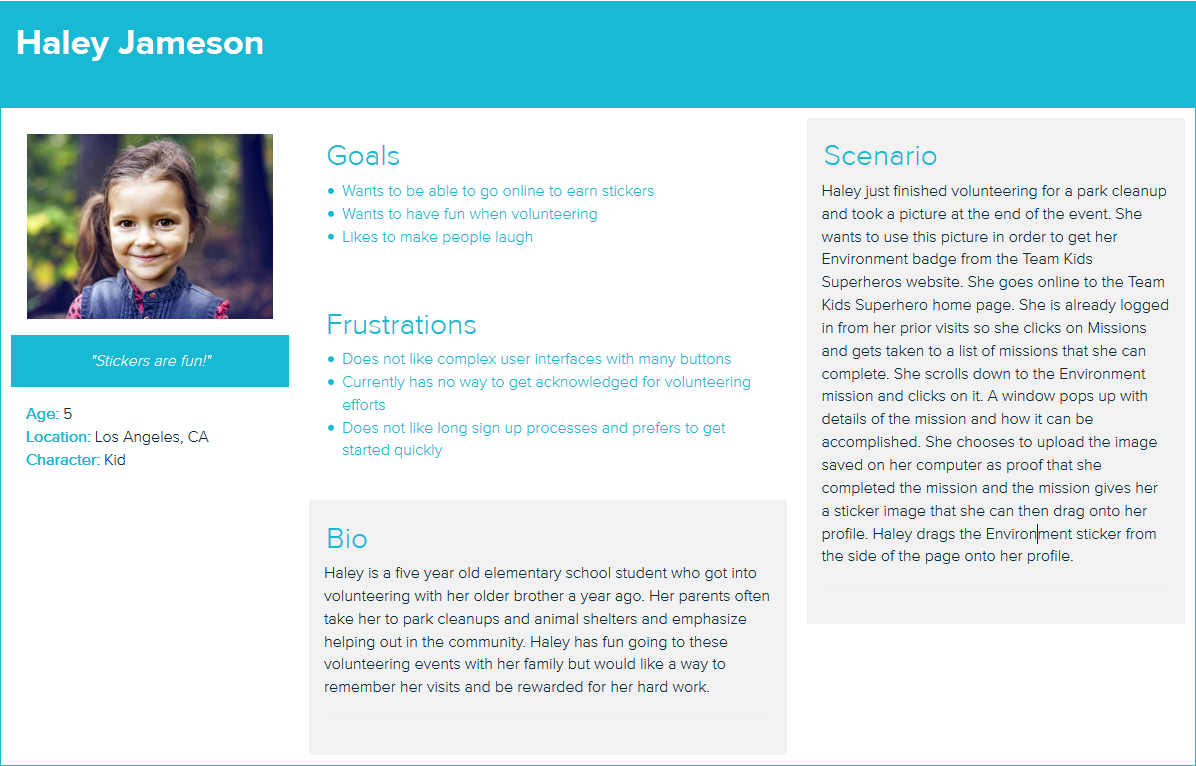 Haley Jameson
"Stickers are fun!"
Age: 5
Location: Los Angeles, CA
Character: Kid
Goals
• Wants to be able to go online to earn stickers
• Wants to have fun when volunteering
• Likes to make people laugh
Frustrations
• Does not like complex user interfaces with many buttons
• Currently has no way to get acknowledged for volunteering
efforts
• Does not like long sign up processes and prefers to get
started quickly
Bio
Haley is a five year old elementary school student who got into
volunteering with her older brother a year ago. Her parents often
take her to park cleanups and animal shelters and emphasize
helping out in the community. Haley has fun going to these
volunteering events with her family but would like a way to
remember her visits and be rewarded for her hard work.
Scenario
Haley just finished volunteering for a park cleanup
and took a picture at the end of the event. She
wants to use this picture in order to get her
Environment badge from the Team Kids
Superheros website. She goes online to the Team
Kids Superhero home page. She is already logged
in from her prior visits so she clicks on Missions
and gets taken to a list of missions that she can
complete. She scrolls down to the Environment
mission and clicks on it. A window pops up with
details of the mission and how it can be
accomplished. She chooses to upload the image
saved on her computer as proof that she
completed the mission and the mission gives her
a sticker image that she can then drag onto her
profile. Haley drags the Environment sticker from
the side of the page onto her profile.